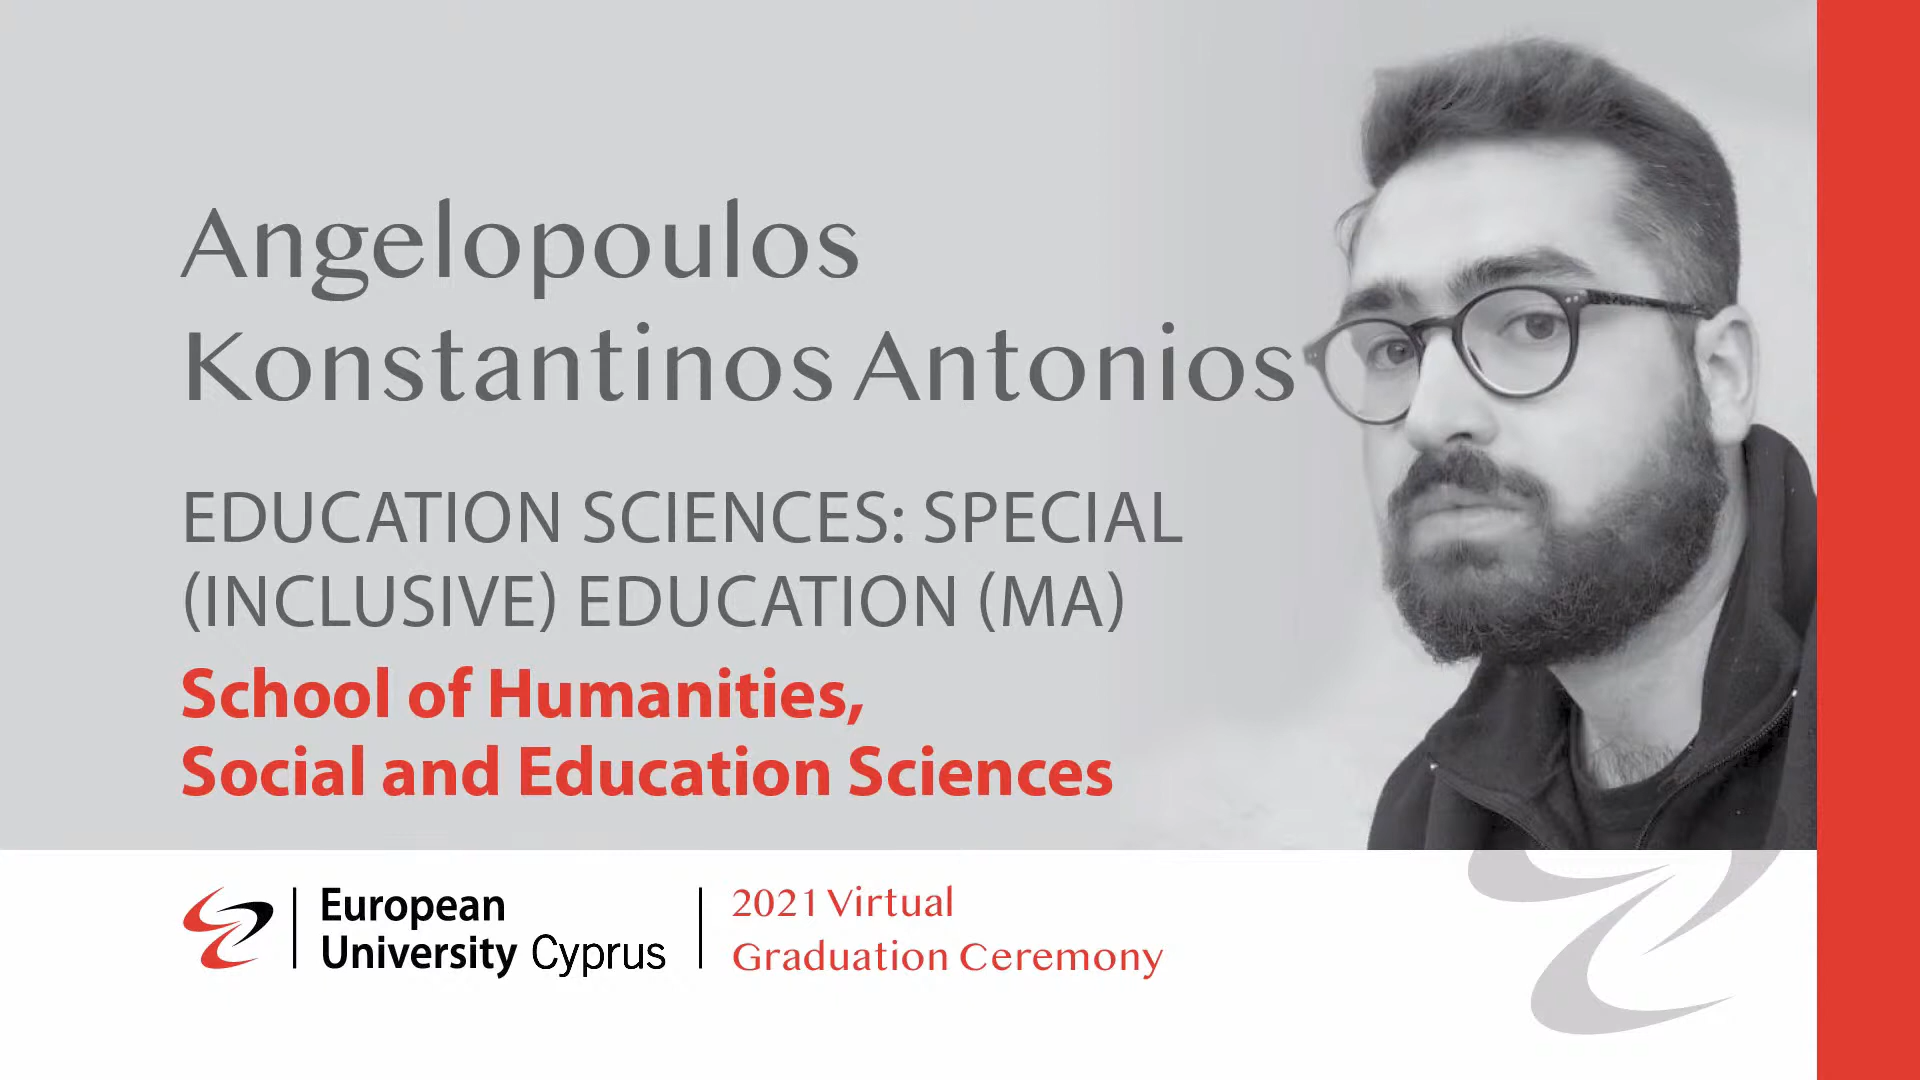 Angelopoulos
Konstantinos Antonios
EDUCATION SCIENCES: SPECIAL
(INCLUSIVE) EDUCATION (MA)
School of Humanities,
Social and Education Sciences
European
University Cyprus
2021 Virtual
Graduation Ceremony